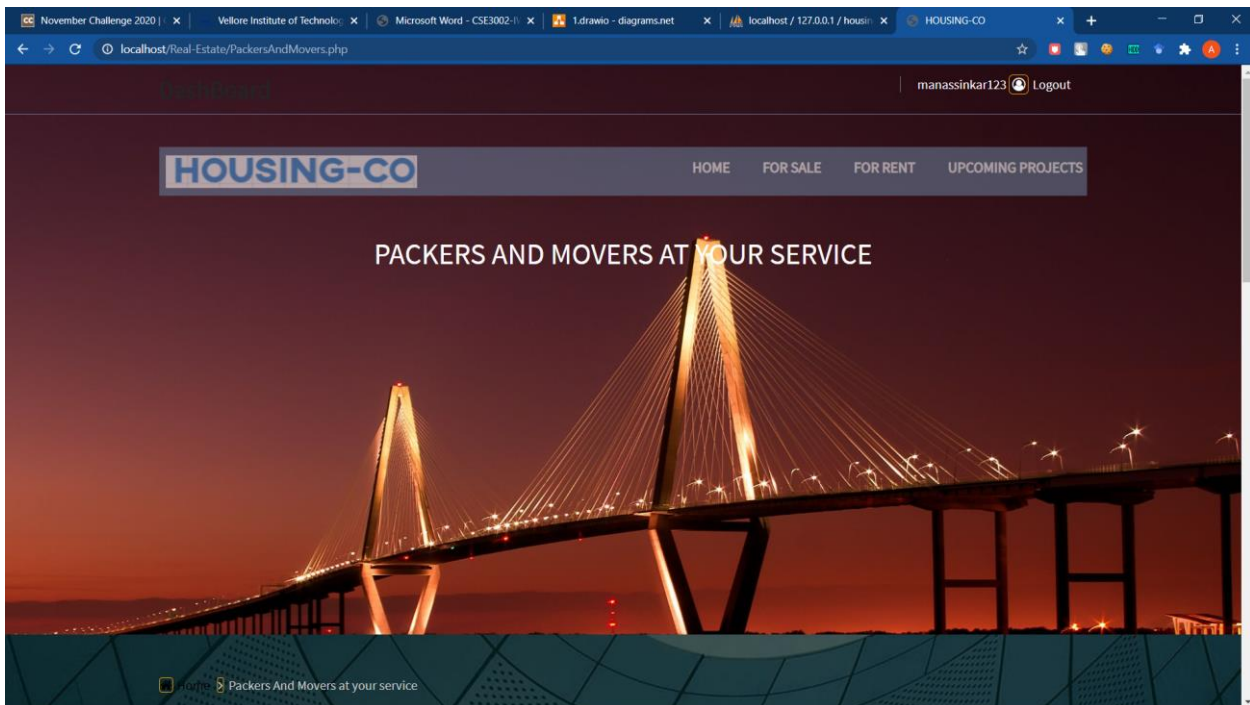 November Challenge 2020 |
Vellore Institute of Technolog
Microsoft Word - CSE3002-
1.drawio - diagrams.net
localhost / 127.0.0.1 / housin
HOUSING-CO
localhost/Real-Estate/PackersAndMovers.php
A
DashBoard
manassinkar123 Logout
HOUSING-CO
HOME FOR SALE FOR RENT UPCOMING PROJECTS
PACKERS AND MOVERS AT YOUR SERVICE
Home > Packers And Movers at your service